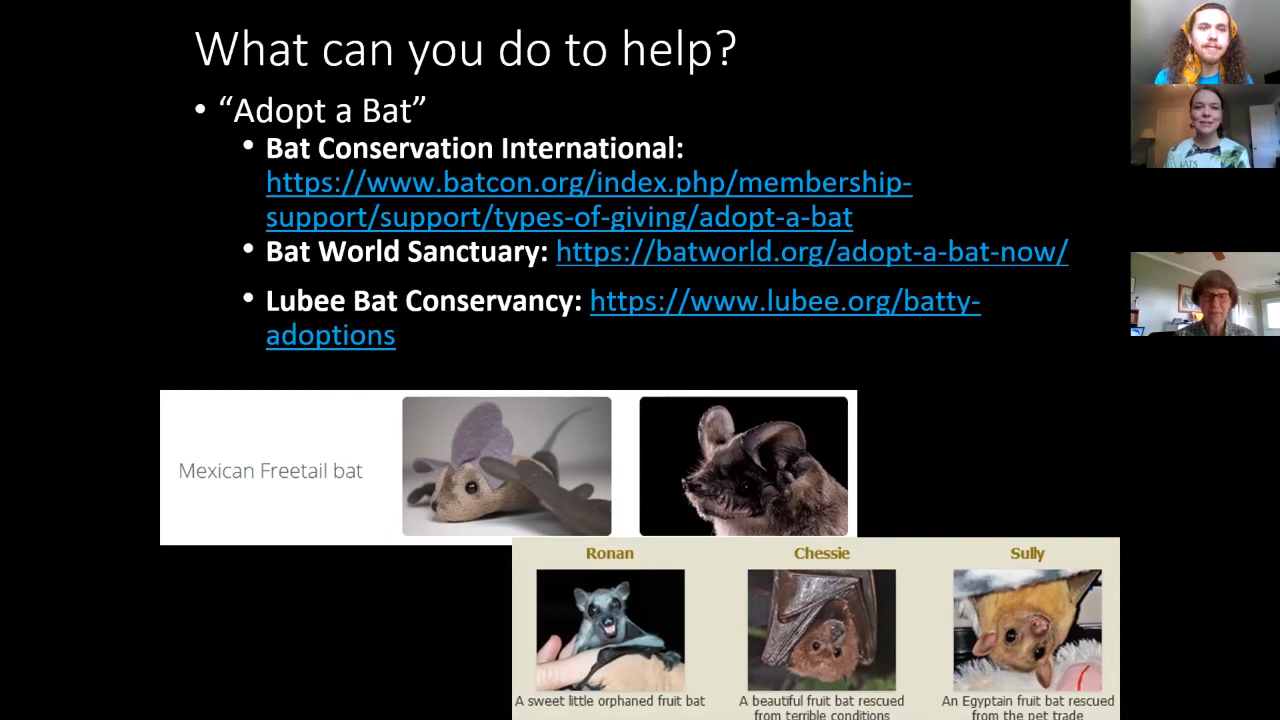 What can you do to help?
• “Adopt a Bat”
• Bat Conservation International:
https://www.batcon.org/index.php/membership-
support/support/types-of-giving/adopt-a-bat
• Bat World Sanctuary: https://batworld.org/adopt-a-bat-now/
• Lubee Bat Conservancy: https://www.lubee.org/batty-
adoptions
Mexican Freetail bat
Ronan
A sweet little orphaned fruit bat
Chessie
A beautiful fruit bat rescued
from terrible conditions
Sully
An Egyptain fruit bat rescued
from the pet trade